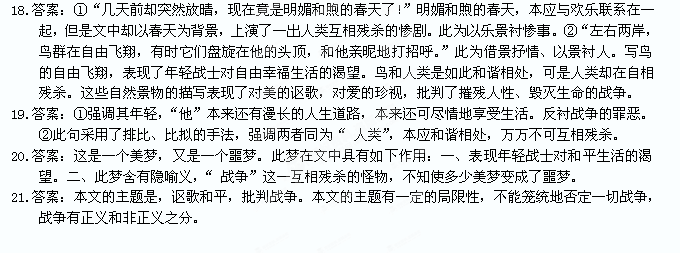 18.答案：①“几天前却突然放晴，现在竟是明媚和煦的春天了!”明媚和煦的春天，本应与欢乐联系在一
起，但是文中却以春天为背景，上演了一出人类互相残杀的惨剧。此为以乐景衬惨事。②“左右两岸，
鸟群在自由飞翔，有时它们盘旋在他的头顶，和他亲昵地打招呼。”此为借景抒情、以景衬人。写鸟
的自由飞翔，表现了年轻战士对自由幸福生活的渴望。鸟和人类是如此和谐相处，可是人类却在自相
残杀。这些自然景物的描写表现了对美的讴歌，对爱的珍视，批判了摧残人性、毁灭生命的战争。
19.答案：①强调其年轻，“他”本来还有漫长的人生道路，本来还可尽情地享受生活。反衬战争的罪恶。
②此句采用了排比、比拟的手法，强调两者同为“ 人类”，本应和谐相处，万万不可互相残杀。
20.答案：这是一个美梦，又是一个噩梦。此梦在文中具有如下作用：一、表现年轻战士对和平生活的渴
望。二、此梦含有隐喻义，“ 战争”这一互相残杀的怪物，不知使多少美梦变成了噩梦。
21.答案：本文的主题是，讴歌和平，批判战争。本文的主题有一定的局限性，不能笼统地否定一切战争，
战争有正义和非正义之分。